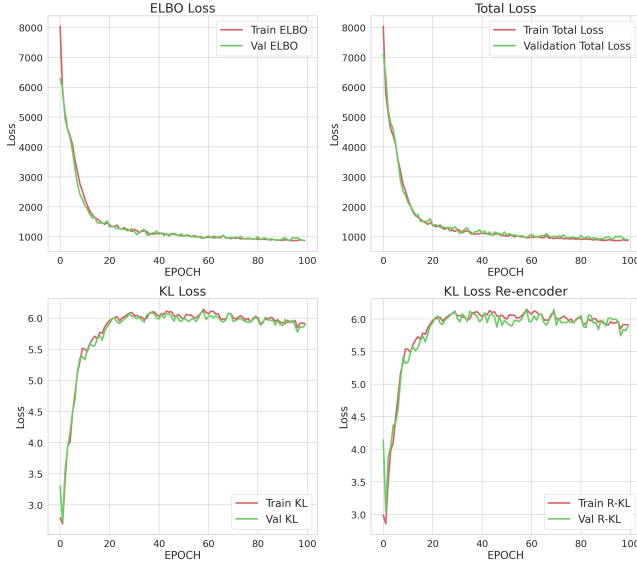 ELBO Loss
Loss
8000
7000
6000
5000
4000
3000
2000
1000
0 20 40 60 80 100
EPOCH
Train ELBO
Val ELBO
Total Loss
Loss
8000
7000
6000
5000
4000
3000
2000
1000
0 20 40 60 80 100
EPOCH
Train Total Loss
Validation Total Loss
KL Loss
Loss
6.0
5.5
5.0
4.5
4.0
3.5
3.0
0 20 40 60 80 100
EPOCH
Train KL
Val KL
KL Loss Re-encoder
Loss
6.0
5.5
5.0
4.5
4.0
3.5
3.0
0 20 40 60 80 100
EPOCH
Train R-KL
Val R-KL